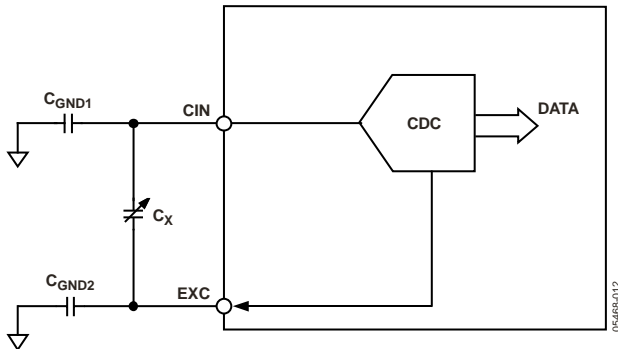 CGND1
CIN
CDC
DATA
CX
CGND2
EXC
05468-012